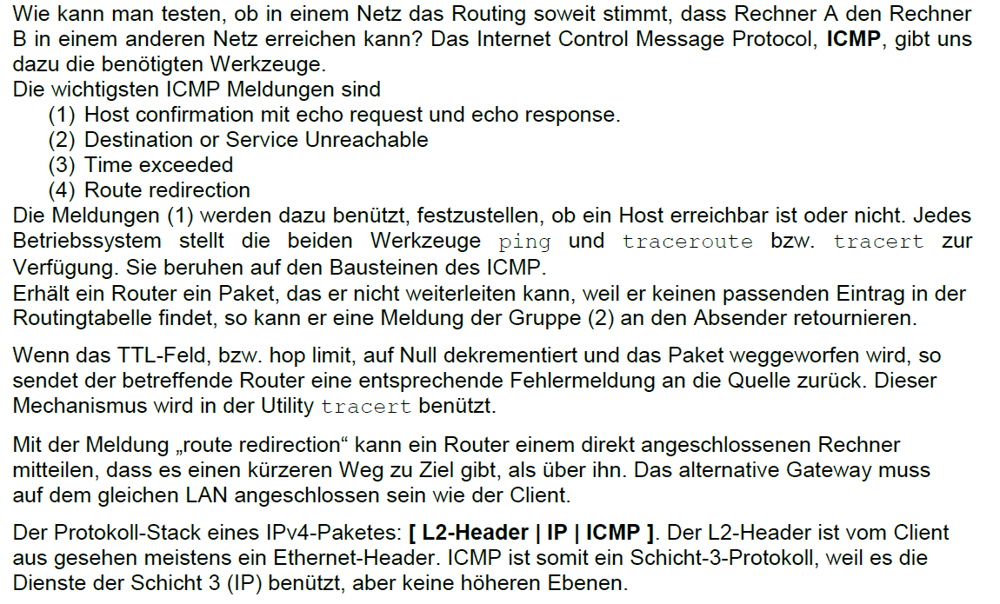 Wie kann man testen, ob in einem Netz das Routing soweit stimmt, dass Rechner A den Rechner
B in einem anderen Netz erreichen kann? Das Internet Control Message Protocol, ICMP, gibt uns
dazu die benötigten Werkzeuge.
Die wichtigsten ICMP Meldungen sind
(1) Host confirmation mit echo request und echo response.
(2) Destination or Service Unreachable
(3) Time exceeded
(4) Route redirection
Die Meldungen (1) werden dazu benützt, festzustellen, ob ein Host erreichbar ist oder nicht. Jedes
Betriebssystem stellt die beiden Werkzeuge ping und traceroute bzw. tracert zur
Verfügung. Sie beruhen auf den Bausteinen des ICMP.
Erhält ein Router ein Paket, das er nicht weiterleiten kann, weil er keinen passenden Eintrag in der
Routingtabelle findet, so kann er eine Meldung der Gruppe (2) an den Absender retournieren.
Wenn das TTL-Feld, bzw. hop limit, auf Null dekrementiert und das Paket weggeworfen wird, so
sendet der betreffende Router eine entsprechende Fehlermeldung an die Quelle zurück. Dieser
Mechanismus wird in der Utility tracert benützt.
Mit der Meldung „route redirection“ kann ein Router einem direkt angeschlossenen Rechner
mitteilen, dass es einen kürzeren Weg zu Ziel gibt, als über ihn. Das alternative Gateway muss
auf dem gleichen LAN angeschlossen sein wie der Client.
Der Protokoll-Stack eines IPv4-Paketes: [ L2-Header | IP | ICMP ]. Der L2-Header ist vom Client
aus gesehen meistens ein Ethernet-Header. ICMP ist somit ein Schicht-3-Protokoll, weil es die
Dienste der Schicht 3 (IP) benützt, aber keine höheren Ebenen.